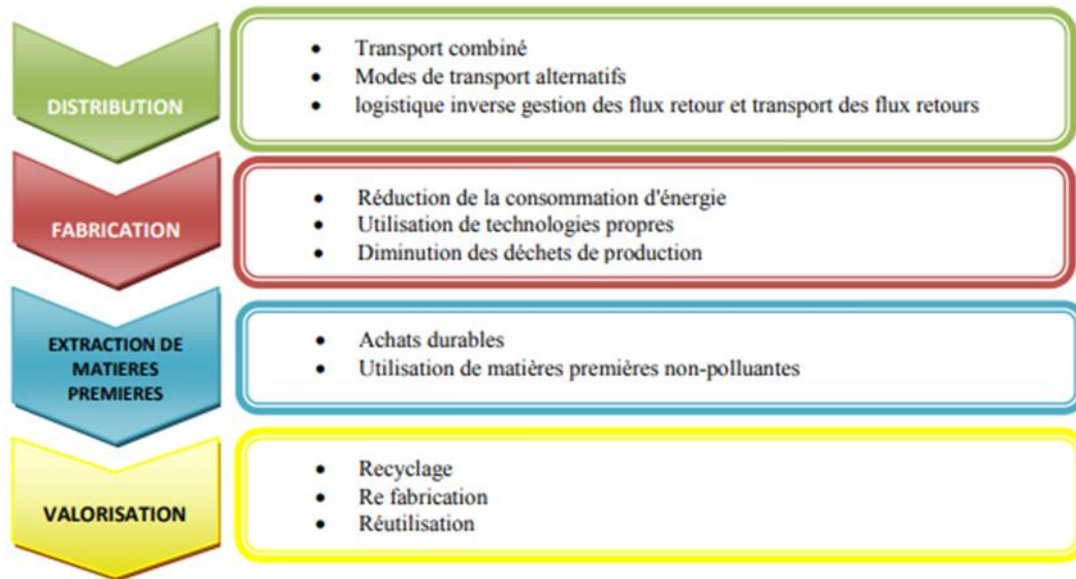 DISTRIBUTION
• Transport combiné
• Modes de transport alternatifs
• logistique inverse gestion des flux retour et transport des flux retours
FABRICATION
• Réduction de la consommation d'énergie
• Utilisation de technologies propres
• Diminution des déchets de production
EXTRACTION DE
MATIERES
PREMIERES
• Achats durables
• Utilisation de matières premières non-polluantes
VALORISATION
• Recyclage
• Re fabrication
• Réutilisation